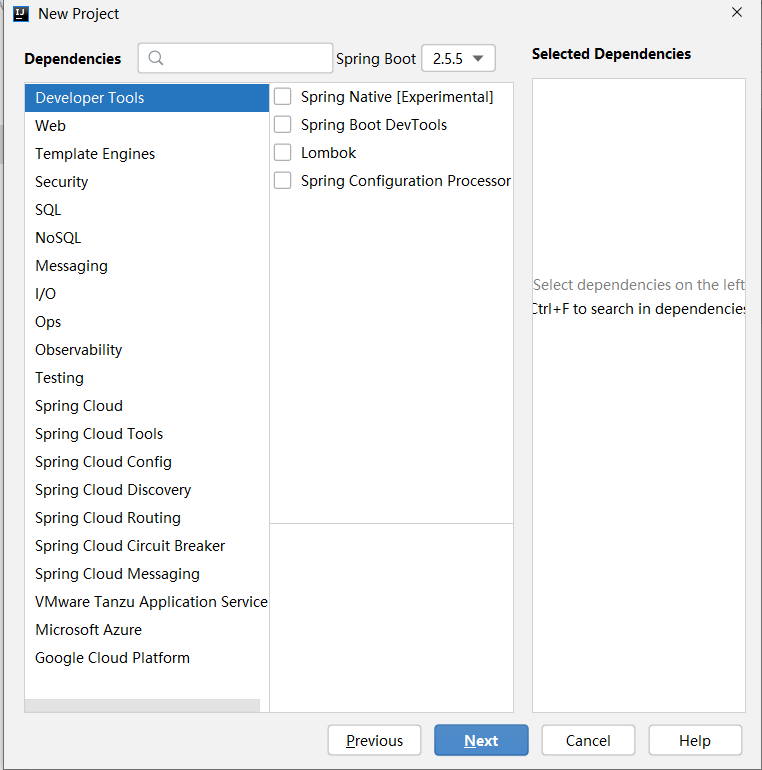 IJ New Project
Dependencies Spring Boot 2.5.5 Selected Dependencies
Developer Tools
Web
Template Engines
Security
SQL
NoSQL
Messaging
I/O
Ops
Observability
Testing
Spring Cloud
Spring Cloud Tools
Spring Cloud Config
Spring Cloud Discovery
Spring Cloud Routing
Spring Cloud Circuit Breaker
Spring Cloud Messaging
VMware Tanzu Application Service
Microsoft Azure
Google Cloud Platform
Spring Native [Experimental]
Spring Boot DevTools
Lombok
Spring Configuration Processor
Select dependencies on the left
Ctrl+F to search in dependencies
Previous Next Cancel Help